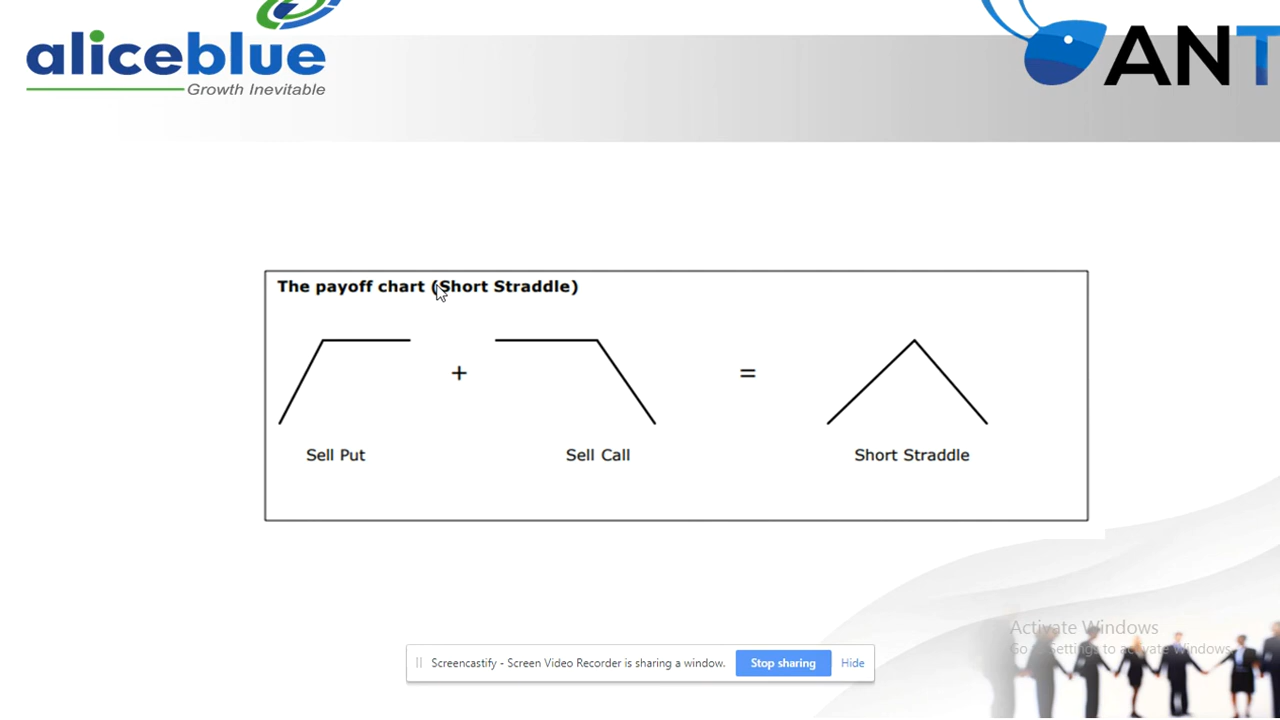 aliceblue
Growth Inevitable
ANT
The payoff chart (Short Straddle)
+
=
Sell Put
Sell Call
Short Straddle
Activate Windows
Go to Settings to activate Windows.
Screencastify - Screen Video Recorder is sharing a window.
Stop sharing
Hide